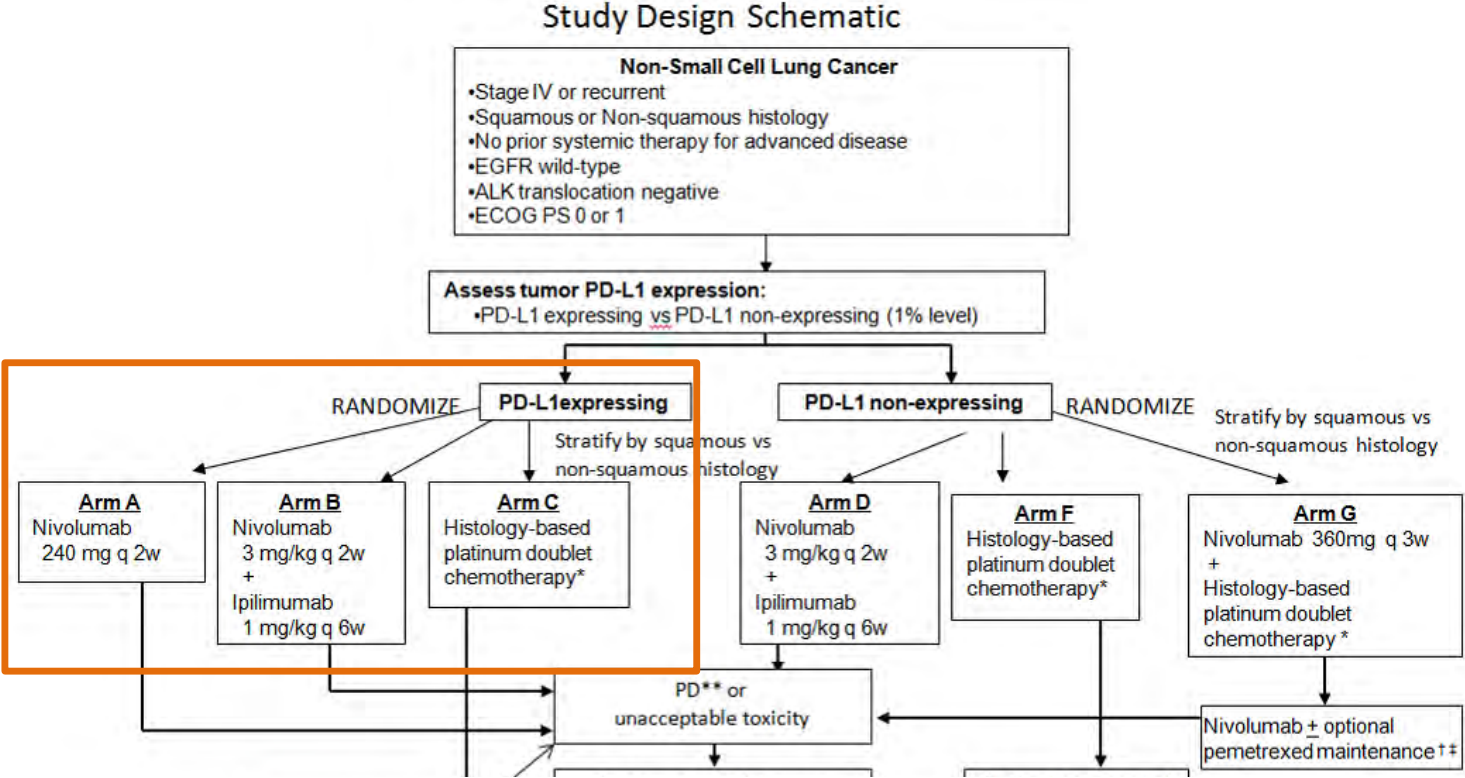 Study Design Schematic
Non-Small Cell Lung Cancer
•Stage IV or recurrent
•Squamous or Non-squamous histology
•No prior systemic therapy for advanced disease
•EGFR wild-type
•ALK translocation negative
•ECOG PS 0 or 1
Assess tumor PD-L1 expression:
•PD-L1 expressing vs PD-L1 non-expressing (1% level)
RANDOMIZE
PD-L1expressing
Stratify by squamous vs
non-squamous histology
PD-L1 non-expressing
RANDOMIZE
Stratify by squamous vs
non-squamous histology
Arm A
Nivolumab
240 mg q 2w
Arm B
Nivolumab
3 mg/kg q 2w
+
Ipilimumab
1 mg/kg q 6w
Arm C
Histology-based
platinum doublet
chemotherapy*
Arm D
Nivolumab
3 mg/kg q 2w
+
Ipilimumab
1 mg/kg q 6w
Arm F
Histology-based
platinum doublet
chemotherapy*
Arm G
Nivolumab 360mg q 3w
+
Histology-based
platinum doublet
chemotherapy *
PD** or
unacceptable toxicity
Nivolumab ± optional
pemetrexed maintenance†‡